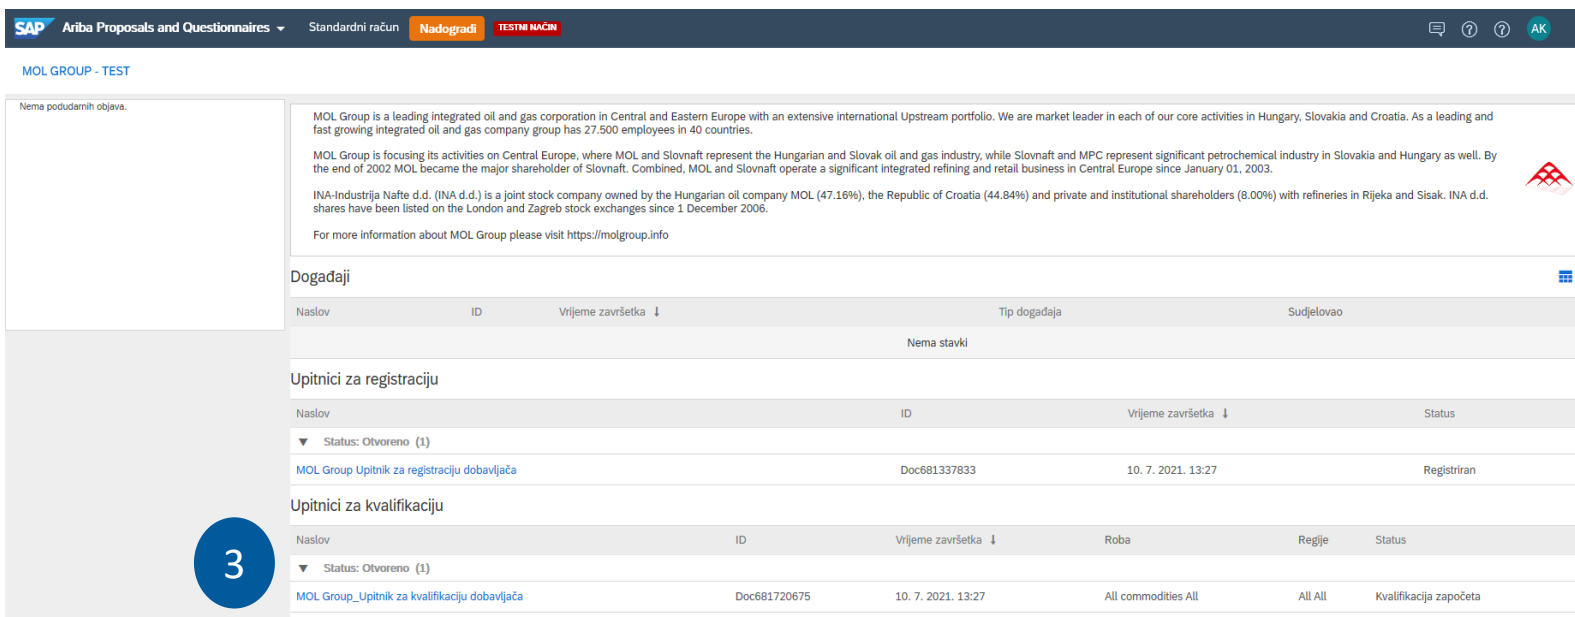 SAP Ariba Proposals and Questionnaires Standardni račun Nadogradi TESTNI NAČIN AK
MOL GROUP - TEST
Nema podudarnih objava.
MOL Group is a leading integrated oil and gas corporation in Central and Eastern Europe with an extensive international Upstream portfolio. We are market leader in each of our core activities in Hungary, Slovakia and Croatia. As a leading and
fast growing integrated oil and gas company group has 27.500 employees in 40 countries.
MOL Group is focusing its activities on Central Europe, where MOL and Slovnaft represent the Hungarian and Slovak oil and gas industry, while Slovnaft and MPC represent significant petrochemical industry in Slovakia and Hungary as well. By
the end of 2002 MOL became the major shareholder of Slovnaft. Combined, MOL and Slovnaft operate a significant integrated refining and retail business in Central Europe since January 01, 2003.
INA-Industrija Nafte d.d. (INA d.d.) is a joint stock company owned by the Hungarian oil company MOL (47.16%), the Republic of Croatia (44.84%) and private and institutional shareholders (8.00%) with refineries in Rijeka and Sisak. INA d.d.
shares have been listed on the London and Zagreb stock exchanges since 1 December 2006.
For more information about MOL Group please visit https://molgroup.info
Događaji
Naslov ID Vrijeme završetka ↓ Tip događaja Sudjelovao
Nema stavki
Upitnici za registraciju
Naslov ID Vrijeme završetka ↓ Status
▼ Status: Otvoreno (1)
MOL Group Upitnik za registraciju dobavljača Doc681337833 10. 7. 2021. 13:27 Registriran
Upitnici za kvalifikaciju
Naslov ID Vrijeme završetka ↓ Roba Regije Status
3
▼ Status: Otvoreno (1)
MOL Group_Upitnik za kvalifikaciju dobavljača Doc681720675 10. 7. 2021. 13:27 All commodities All All All Kvalifikacija započeta